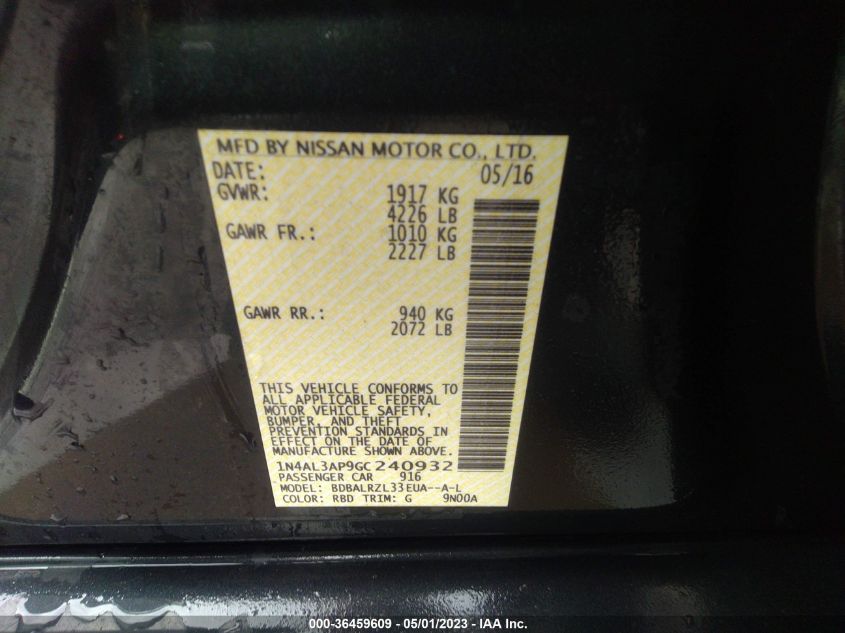 MFD BY NISSAN MOTOR CO., LTD.
DATE: 05/16
GVWR: 1917 KG
4226 LB
GAWR FR.: 1010 KG
2227 LB
GAWR RR.: 940 KG
2072 LB
THIS VEHICLE CONFORMS TO
ALL APPLICABLE FEDERAL
MOTOR VEHICLE SAFETY,
BUMPER, AND THEFT
PREVENTION STANDARDS IN
EFFECT ON THE DATE OF
MANUFACTURE SHOWN ABOVE.
1N4AL3AP9GC240932
PASSENGER CAR 916
MODEL: BDBALRZL33EUA--A-L
COLOR: RBD TRIM: G 9N00A
000-36459609 - 05/01/2023 - IAA Inc.